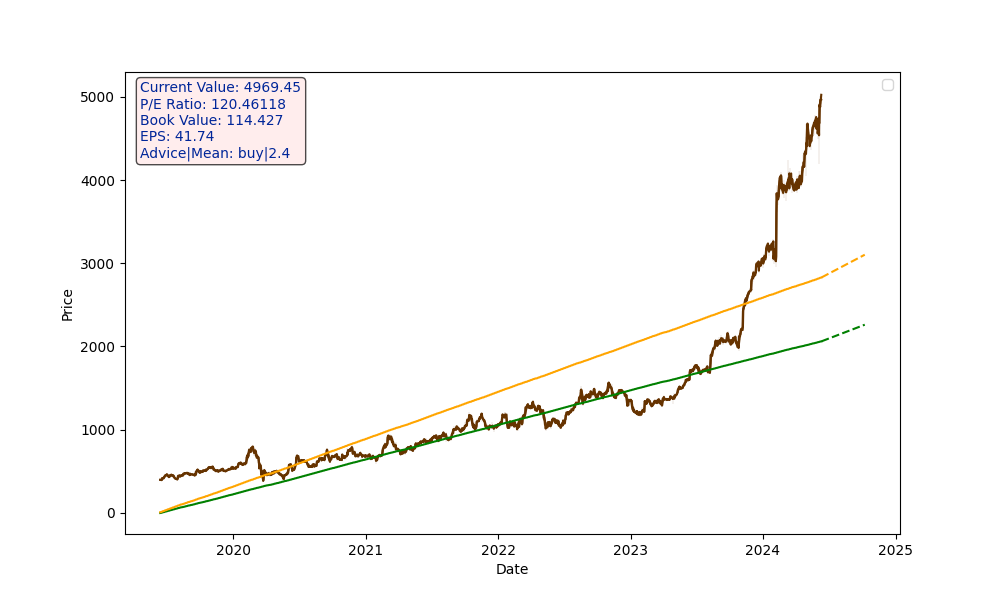 Current Value: 4969.45
P/E Ratio: 120.46118
Book Value: 114.427
EPS: 41.74
Advice|Mean: buy|2.4
5000
4000
3000
2000
1000
0
Price
2020 2021 2022 2023 2024 2025
Date